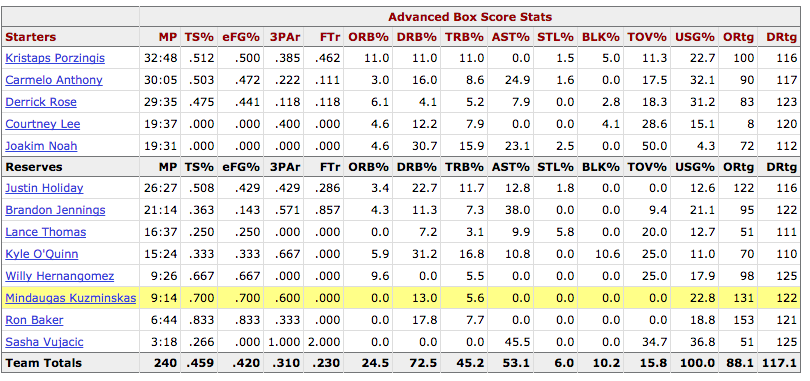 Advanced Box Score Stats
Starters MP TS% eFG% 3PAr FTr ORB% DRB% TRB% AST% STL% BLK% TOV% USG% ORtg DRtg
Kristaps Porzingis 32:48 .512 .500 .385 .462 11.0 11.0 11.0 0.0 1.5 5.0 11.3 22.7 100 116
Carmelo Anthony 30:05 .503 .472 .222 .111 3.0 16.0 8.6 24.9 1.6 0.0 17.5 32.1 90 117
Derrick Rose 29:35 .475 .441 .118 .118 6.1 4.1 5.2 7.9 0.0 2.8 18.3 31.2 83 123
Courtney Lee 19:37 .000 .000 .400 .000 4.6 12.2 7.9 0.0 0.0 4.1 28.6 15.1 8 120
Joakim Noah 19:31 .000 .000 .000 .000 4.6 30.7 15.9 23.1 2.5 0.0 50.0 4.3 72 112
Reserves MP TS% eFG% 3PAr FTr ORB% DRB% TRB% AST% STL% BLK% TOV% USG% ORtg DRtg
Justin Holiday 26:27 .508 .429 .429 .286 3.4 22.7 11.7 12.8 1.8 0.0 0.0 12.6 122 116
Brandon Jennings 21:14 .363 .143 .571 .857 4.3 11.3 7.3 38.0 0.0 0.0 9.4 21.1 95 122
Lance Thomas 16:37 .250 .250 .000 .000 0.0 7.2 3.1 9.9 5.8 0.0 20.0 12.7 51 111
Kyle O'Quinn 15:24 .333 .333 .667 .000 5.9 31.2 16.8 10.8 0.0 10.6 25.0 11.0 70 110
Willy Hernangomez 9:26 .667 .667 .000 .000 9.6 0.0 5.5 0.0 0.0 0.0 25.0 17.9 98 125
Mindaugas Kuzminskas 9:14 .700 .700 .600 .000 0.0 13.0 5.6 0.0 0.0 0.0 0.0 22.8 131 122
Ron Baker 6:44 .833 .833 .333 .000 0.0 17.8 7.7 0.0 0.0 0.0 0.0 18.8 153 121
Sasha Vujacic 3:18 .266 .000 1.000 2.000 0.0 0.0 0.0 45.5 0.0 0.0 34.7 36.8 51 125
Team Totals 240 .459 .420 .310 .230 24.5 72.5 45.2 53.1 6.0 10.2 15.8 100.0 88.1 117.1